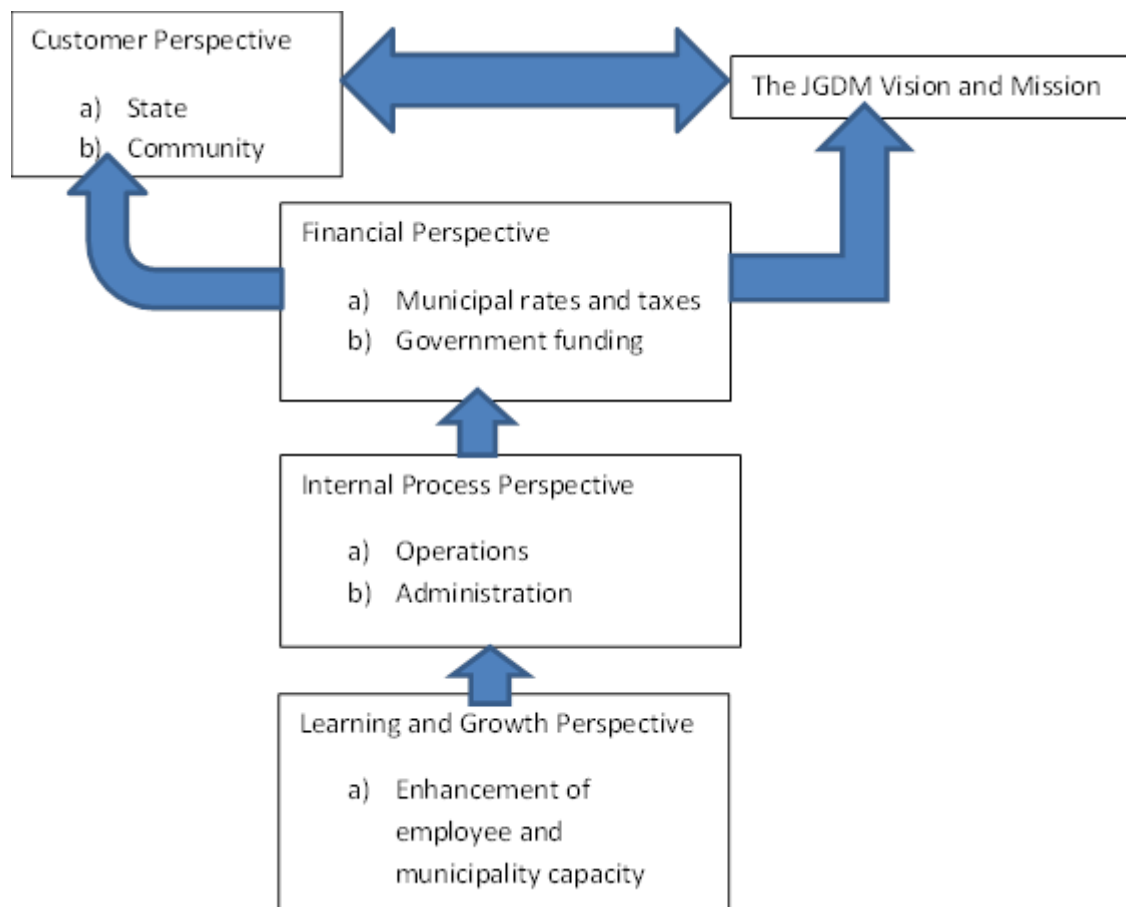 Customer Perspective
a) State
b) Community
The JGDM Vision and Mission
Financial Perspective
a) Municipal rates and taxes
b) Government funding
Internal Process Perspective
a) Operations
b) Administration
Learning and Growth Perspective
a) Enhancement of
employee and
municipality capacity